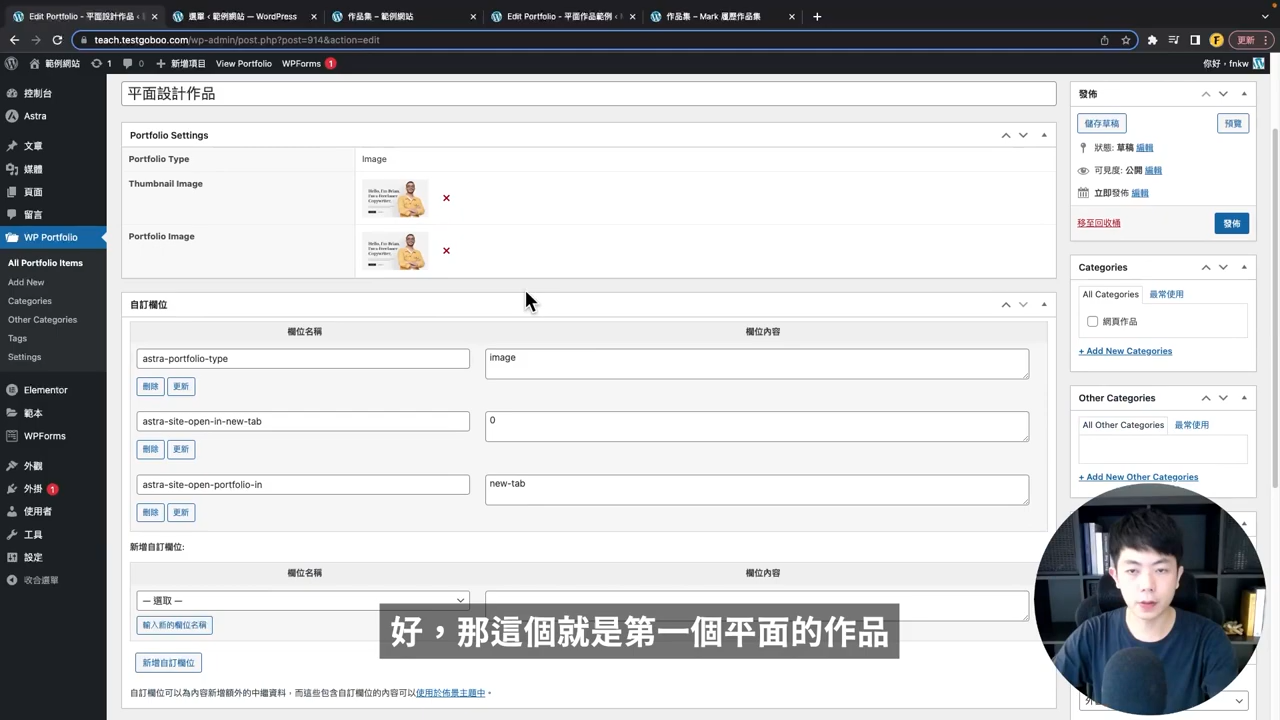 Edit Portfolio - 平面設計作品 ‹
選單 ‹ 範例網站 — WordPress
作品集 – 範例網站
Edit Portfolio - 平面作品範例 ‹
作品集 – Mark 履歷作品集
teach.testgoboo.com/wp-admin/post.php?post=914&action=edit
F
更新
範例網站
1
0
新增項目
View Portfolio
WPForms
1
你好，fnkw
控制台
Astra
文章
媒體
頁面
留言
WP Portfolio
All Portfolio Items
Add New
Categories
Other Categories
Tags
Settings
Elementor
範本
WPForms
外觀
外掛 1
使用者
工具
設定
收合選單
平面設計作品
Portfolio Settings
Portfolio Type
Image
Thumbnail Image
Portfolio Image
自訂欄位
欄位名稱
欄位內容
astra-portfolio-type
image
刪除
更新
astra-site-open-in-new-tab
0
刪除
更新
astra-site-open-portfolio-in
new-tab
刪除
更新
新增自訂欄位:
欄位名稱
欄位內容
— 選取 —
輸入新的欄位名稱
新增自訂欄位
自訂欄位可以為內容新增額外的中繼資料，而這些包含自訂欄位的內容可以使用於佈景主題中。
發佈
儲存草稿
預覽
狀態: 草稿 編輯
可見度: 公開 編輯
立即發佈 編輯
移至回收桶
發佈
Categories
All Categories
最常使用
網頁作品
+ Add New Categories
Other Categories
All Other Categories
最常使用
+ Add New Other Categories
好，那這個就是第一個平面的作品